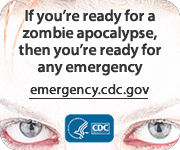 If you're ready for a
zombie apocalypse,
then you're ready for
any emergency
emergency.cdc.gov
CDC